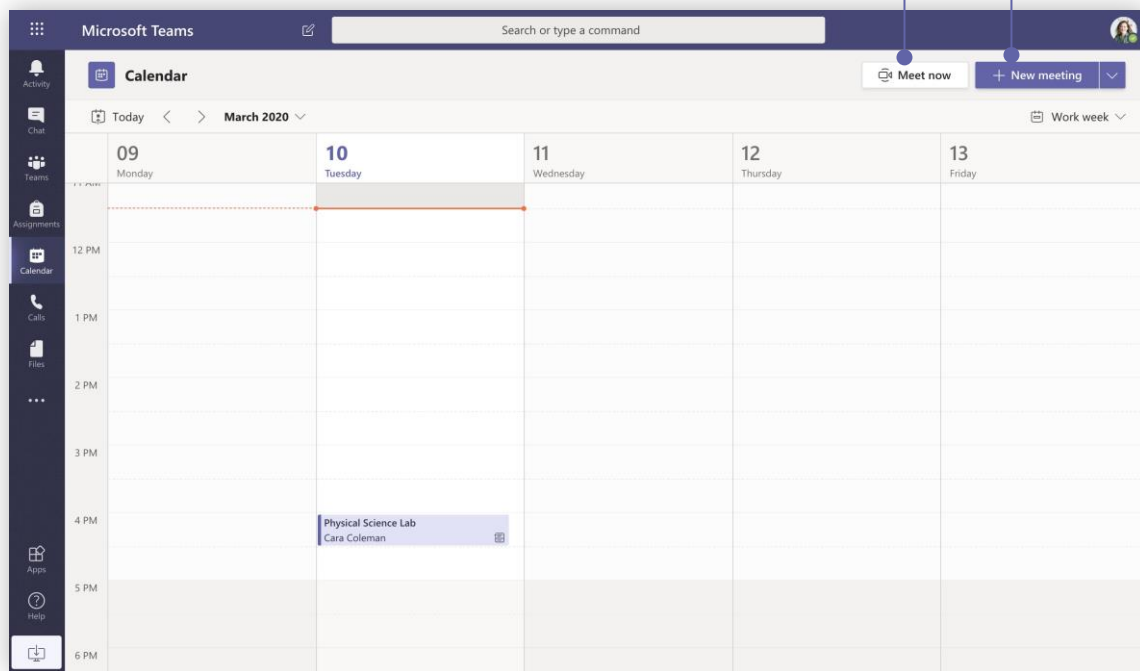 Microsoft Teams
Search or type a command
Activity
Chat
Teams
Assignments
Calendar
Calls
Files
Apps
Help
Calendar
Meet now
New meeting
Today
March 2020
Work week
09
Monday
10
Tuesday
11
Wednesday
12
Thursday
13
Friday
11 AM
12 PM
1 PM
2 PM
3 PM
4 PM
Physical Science Lab
Cara Coleman
5 PM
6 PM